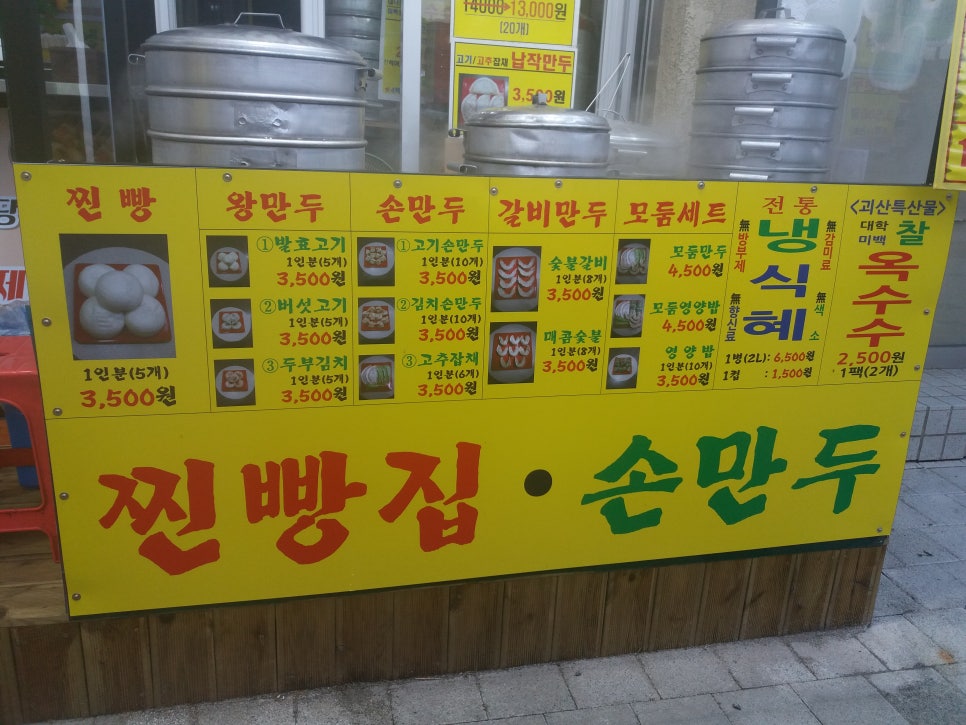 14000▶13,000원
[20개]
고기/고추잡채 납작만두
3,500원
찐빵
1인분(5개)
3,500원
왕만두
①발효고기
1인분(5개)
3,500원
②버섯고기
1인분(5개)
3,500원
③두부김치
1인분(5개)
3,500원
손만두
①고기손만두
1인분(10개)
3,500원
②김치손만두
1인분(10개)
3,500원
③고추잡채
1인분(6개)
3,500원
갈비만두
숯불갈비
1인분(8개)
3,500원
매콤숯불
1인분(8개)
3,500원
모둠세트
모둠만두
4,500원
모둠영양밥
4,500원
영양밥
1인분(10개)
3,500원
전통
냉식혜
無방부제
無감미료
無향신료
無색소
1병(2L): 6,500원
1컵 : 1,500원
<괴산특산물>
대학
미백 찰
옥수수
2,500원
1팩(2개)
찐빵집 • 손만두